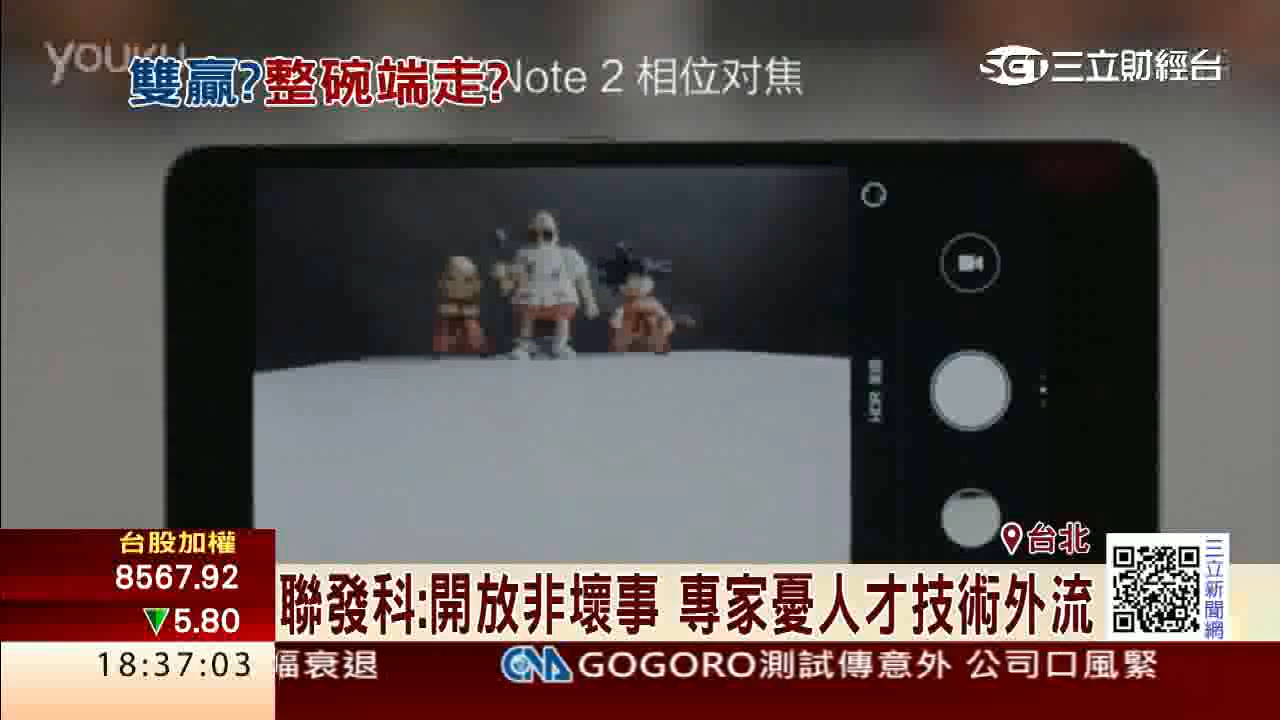 youku
雙贏?整碗端走?
Note 2 相位对焦
SET 三立財經台
HDR
台北
台股加權
8567.92
▼5.80
聯發科:開放非壞事 專家憂人才技術外流
三立新聞網
18:37:03
幅衰退 CNA GOGORO測試傳意外 公司口風緊